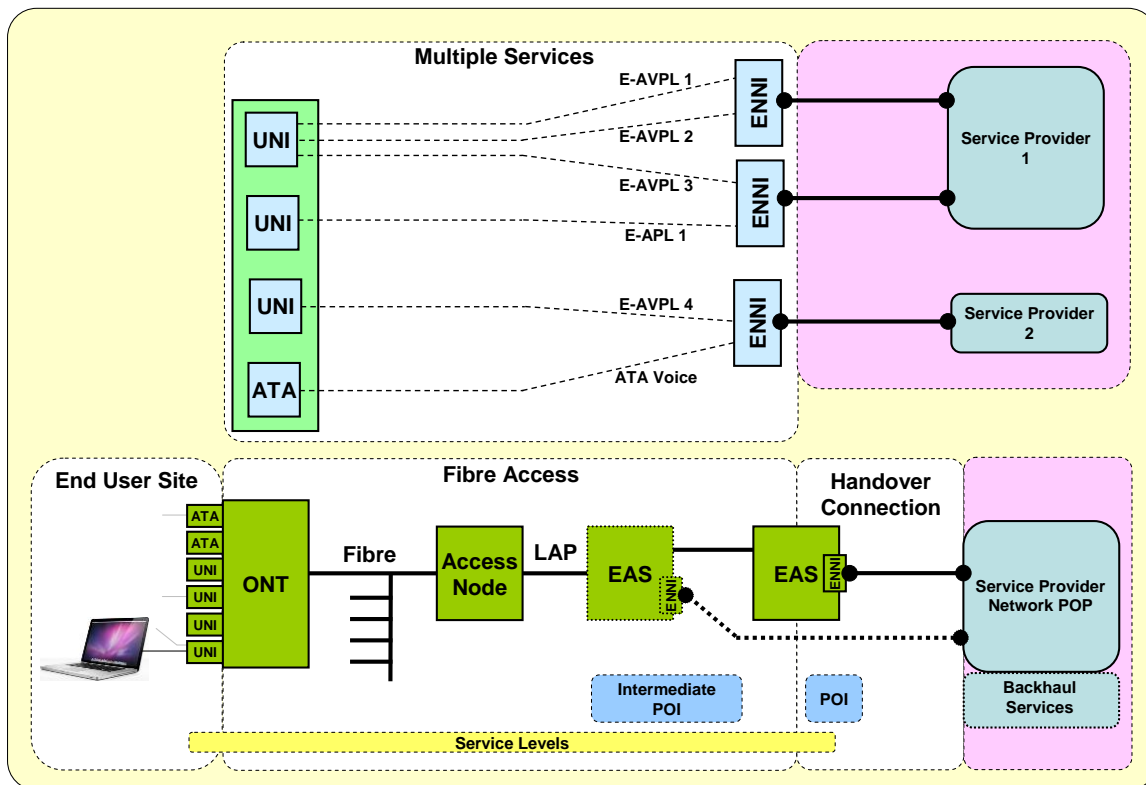 Multiple Services
E-AVPL 1
UNI
ENNI
E-AVPL 2
Service Provider
1
E-AVPL 3
UNI
ENNI
E-APL 1
UNI
E-AVPL 4
ENNI
Service Provider
2
ATA
ATA Voice
End User Site
Fibre Access
Handover
Connection
ATA
ATA
UNI
UNI
UNI
UNI
ONT
Fibre
Access
Node
LAP
EAS
ENNI
EAS
ENNI
Service Provider
Network POP
Intermediate
POI
POI
Backhaul
Services
Service Levels